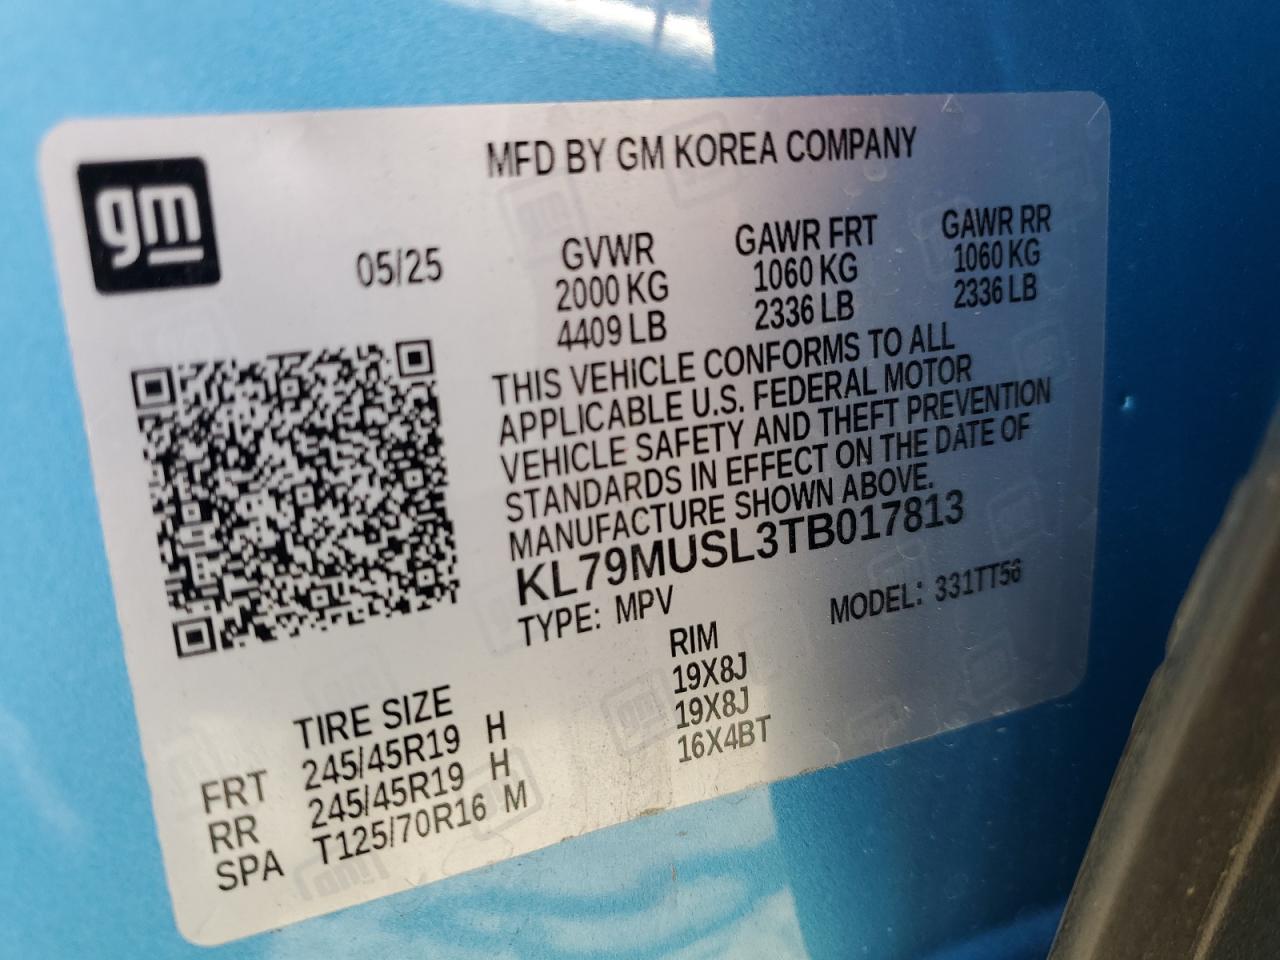 gm
MFD BY GM KOREA COMPANY
05/25
GVWR
2000 KG
4409 LB
GAWR FRT
1060 KG
2336 LB
GAWR RR
1060 KG
2336 LB
THIS VEHICLE CONFORMS TO ALL
APPLICABLE U.S. FEDERAL MOTOR
VEHICLE SAFETY AND THEFT PREVENTION
STANDARDS IN EFFECT ON THE DATE OF
MANUFACTURE SHOWN ABOVE.
KL79MUSL3TB017813
TYPE: MPV MODEL: 331TT56
TIRE SIZE RIM
FRT 245/45R19 H 19X8J
RR 245/45R19 H 19X8J
SPA T125/70R16 M 16X4BT